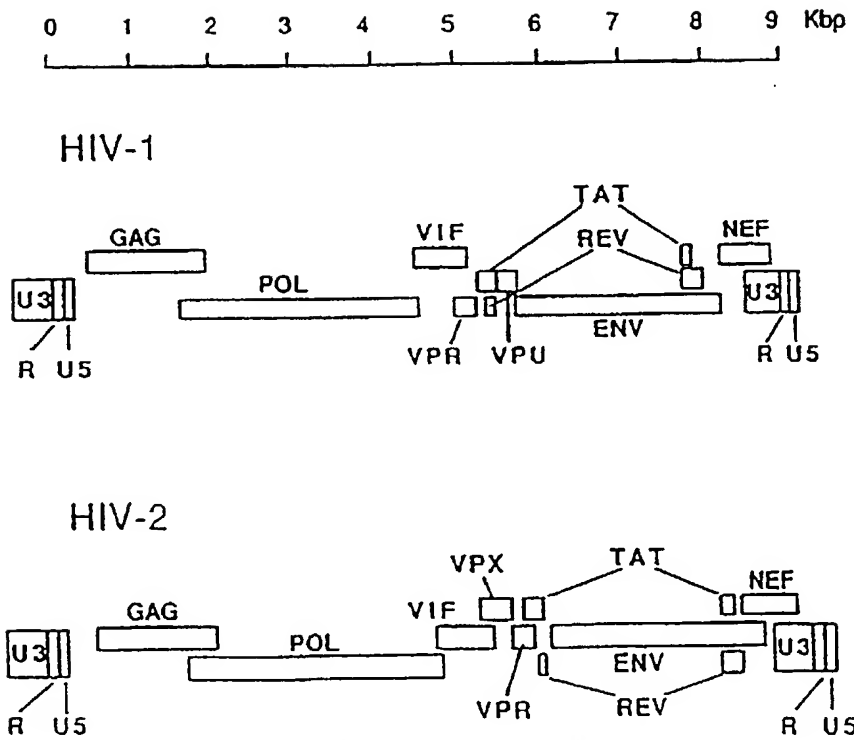 0 1 2 3 4 5 6 7 8 9 Kbp
HIV-1
TAT
GAG VIF REV NEF
U3 POL U3
VPR VPU ENV
R U5 R U5
HIV-2
VPX TAT NEF
GAG VIF
U3 POL ENV U3
VPR REV
R U5 R U5